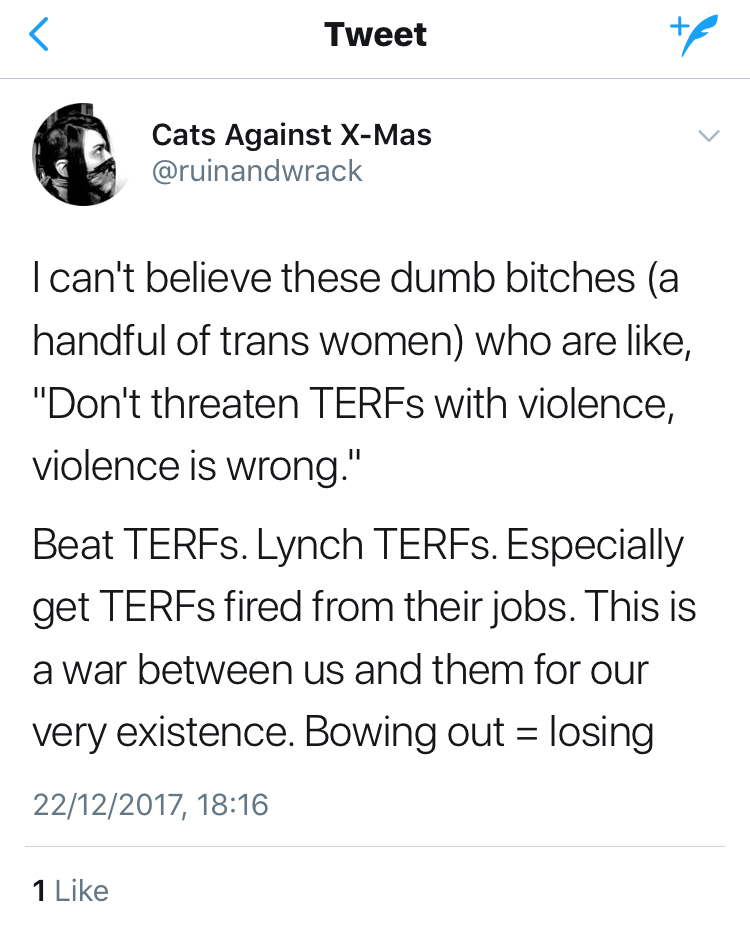 Tweet
Cats Against X-Mas
@ruinandwrack
I can't believe these dumb bitches (a
handful of trans women) who are like,
"Don't threaten TERFs with violence,
violence is wrong."
Beat TERFs. Lynch TERFs. Especially
get TERFs fired from their jobs. This is
a war between us and them for our
very existence. Bowing out = losing
22/12/2017, 18:16
1 Like